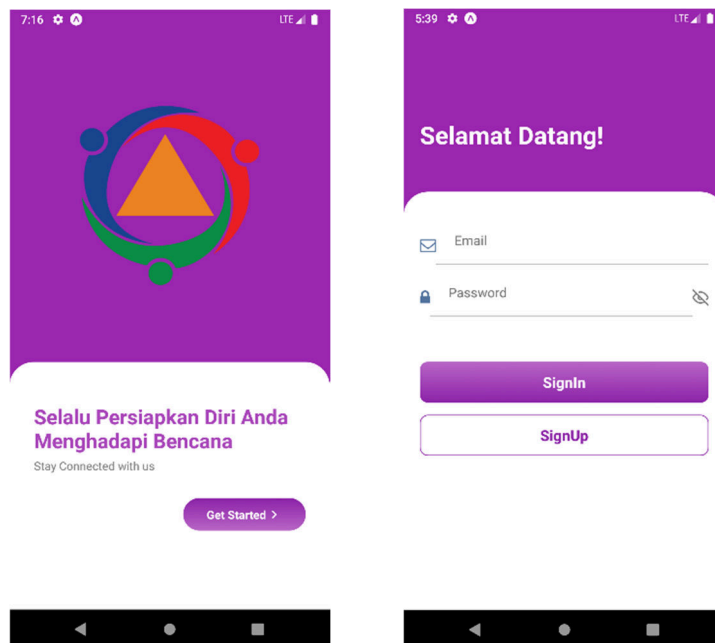 7:16
LTE
Selalu Persiapkan Diri Anda
Menghadapi Bencana
Stay Connected with us
Get Started >
5:39
LTE
Selamat Datang!
Email
Password
SignIn
SignUp